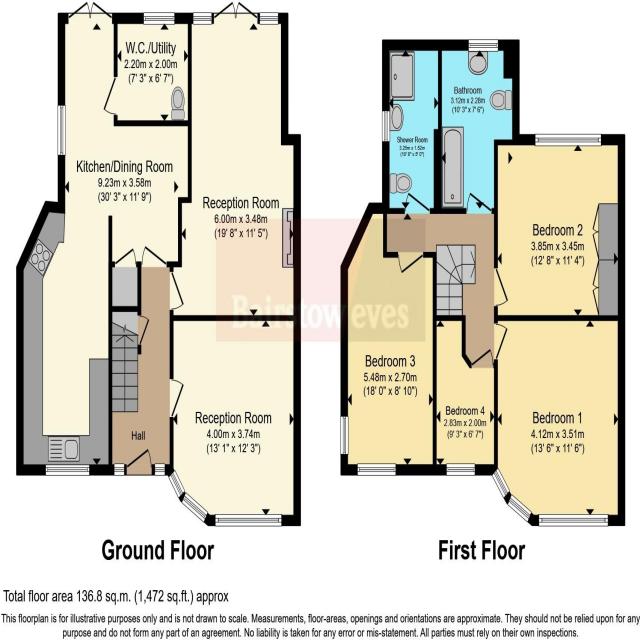 W.C./Utility
2.20m x 2.00m
(7' 3" x 6' 7")
Kitchen/Dining Room
9.23m x 3.58m
(30' 3" x 11' 9")
Reception Room
6.00m x 3.48m
(19' 8" x 11' 5")
Reception Room
4.00m x 3.74m
(13' 1" x 12' 3")
Hall
Ground Floor
Bathroom
3.12m x 2.28m
(10' 3" x 7' 6")
Shower Room
3.25m x 1.52m
(10' 8" x 5' 0")
Bedroom 2
3.85m x 3.45m
(12' 8" x 11' 4")
Bedroom 3
5.48m x 2.70m
(18' 0" x 8' 10")
Bedroom 4
2.83m x 2.00m
(9' 3" x 6' 7")
Bedroom 1
4.12m x 3.51m
(13' 6" x 11' 6")
First Floor
Bairstow eves
Total floor area 136.8 sq.m. (1,472 sq.ft.) approx
This floorplan is for illustrative purposes only and is not drawn to scale. Measurements, floor-areas, openings and orientations are approximate. They should not be relied upon for any
purpose and do not form any part of an agreement. No liability is taken for any error or mis-statement. All parties must rely on their own inspections.